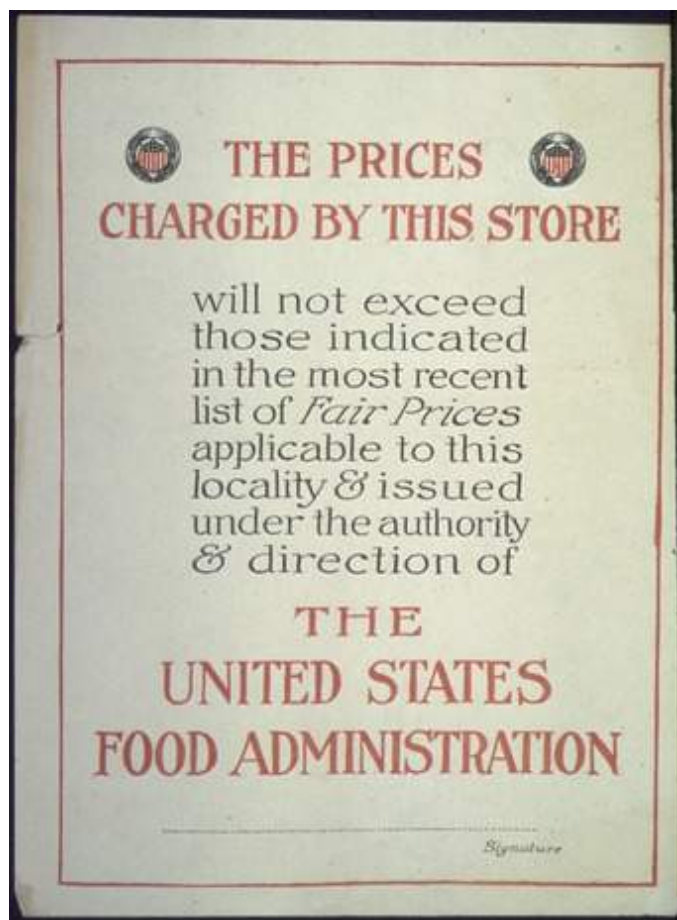 THE PRICES
CHARGED BY THIS STORE
will not exceed
those indicated
in the most recent
list of Fair Prices
applicable to this
locality & issued
under the authority
& direction of
THE
UNITED STATES
FOOD ADMINISTRATION
Signature